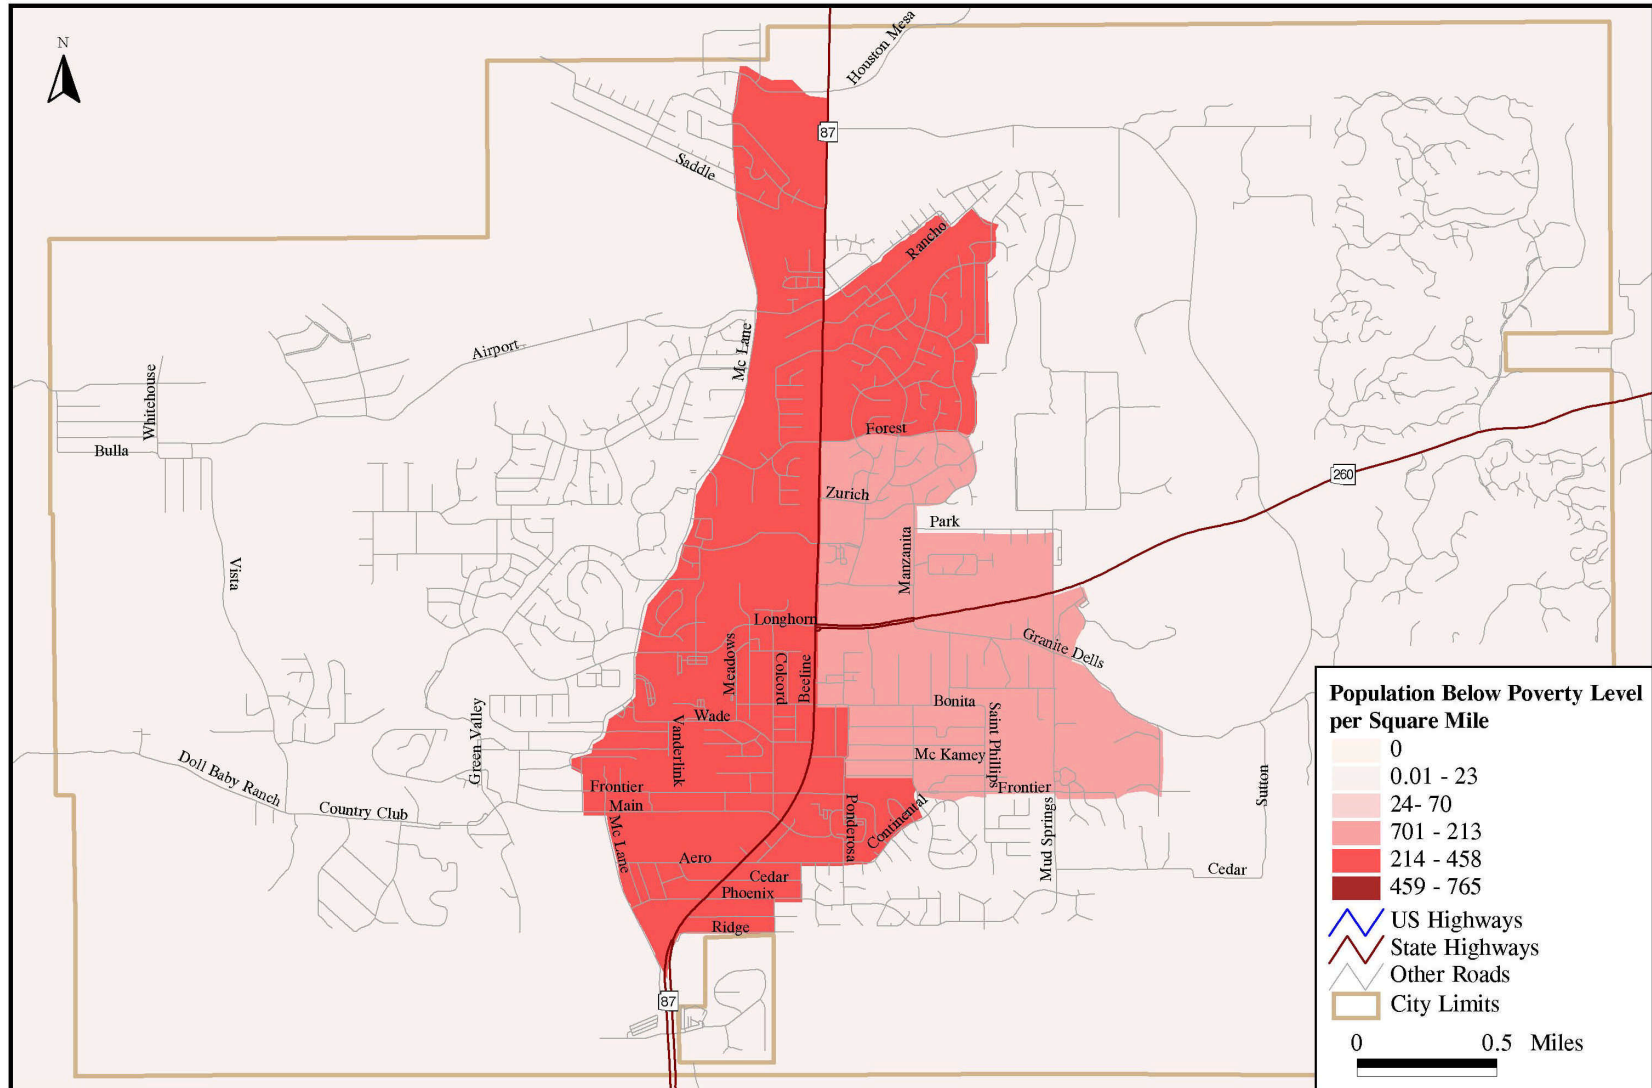 N
Houston Mesa
87
Saddle
Rancho
Mc Lane
Airport
Whitehouse
Bulla
Forest
260
Zurich
Park
Manzanita
Vista
Longhorn
Granite Dells
Meadows
Colcord
Beeline
Bonita
Wade
Green Valley
Vanderlink
Saint Phillips
Mc Kamey
Doll Baby Ranch
Frontier
Frontier
Sutton
Main
Country Club
Mc Lane
Ponderosa
Continental
Mud Springs
Aero
Cedar
Cedar
Phoenix
Ridge
87
Population Below Poverty Level
per Square Mile
0
0.01 - 23
24- 70
701 - 213
214 - 458
459 - 765
US Highways
State Highways
Other Roads
City Limits
0 0.5 Miles